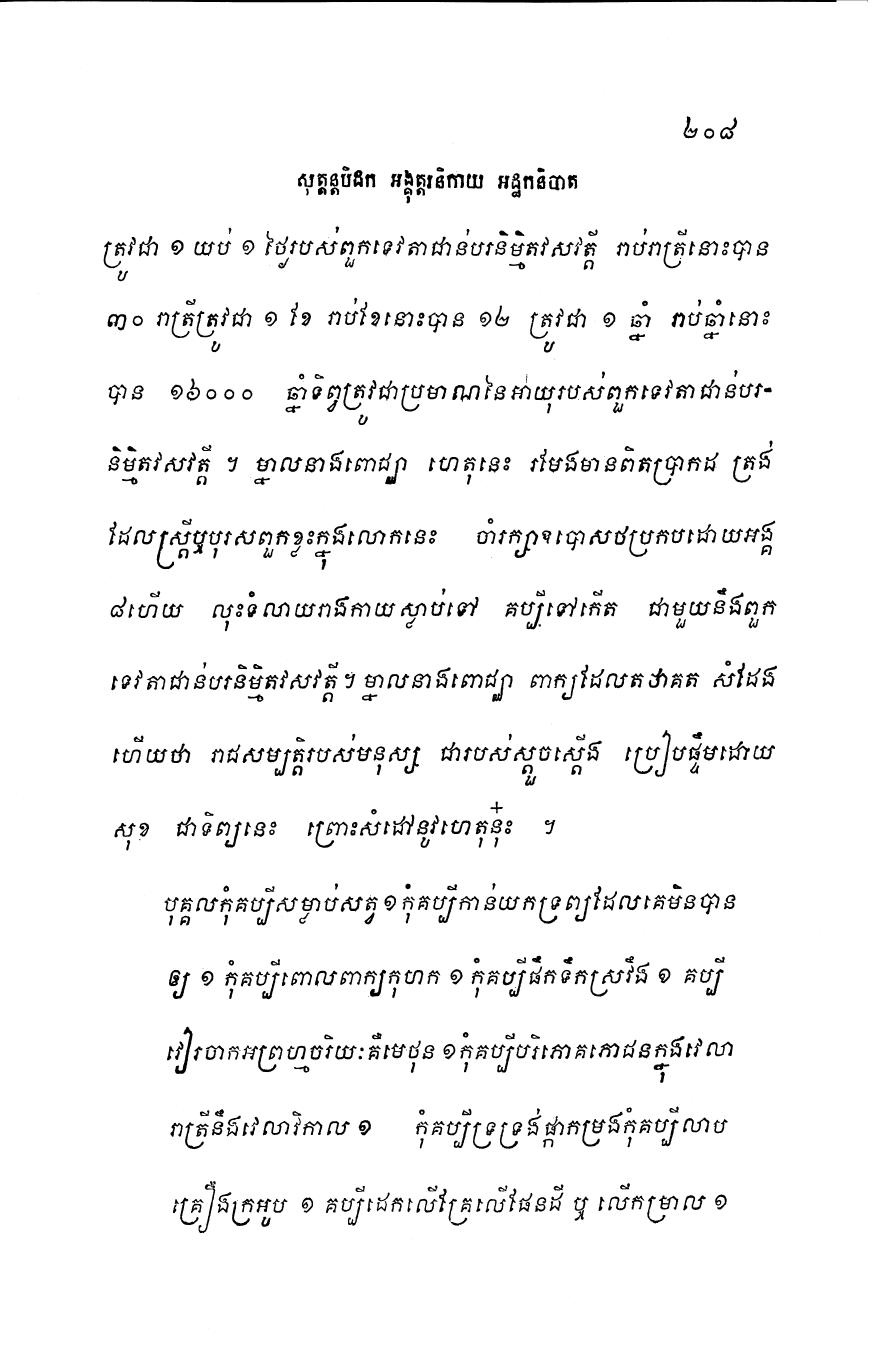 ២០៨
សុត្តន្តបិដក អង្គុត្តរនិកាយ អដ្ឋកនិបាត
ត្រូវជា ១ យប់ ១ ថ្ងៃរបស់ពួកទេវតាជាន់បរនិម្មិតវសវត្តី រាប់រាត្រីនោះបាន
៣០ រាត្រីត្រូវជា ១ ខែ រាប់ខែនោះបាន ១២ ត្រូវជា ១ ឆ្នាំ រាប់ឆ្នាំនោះ
បាន ១៦០០០ ឆ្នាំទិព្វត្រូវជាប្រមាណនៃអាយុរបស់ពួកទេវតាជាន់បរ-
និម្មិតវសវត្តី ។ ម្នាលនាងពោជ្ឈា ហេតុនេះ រមែងមានពិតប្រាកដ ត្រង់
ដែលស្ត្រីឬបុរសពួកខ្លះក្នុងលោកនេះ ចាំរក្សាឧបោសថប្រកបដោយអង្គ
៨ហើយ លុះទំលាយរាងកាយស្លាប់ទៅ គប្បីទៅកើត ជាមួយនឹងពួក
ទេវតាជាន់បរនិម្មិតវសវត្តី។ ម្នាលនាងពោជ្ឈា ពាក្យដែលតថាគត សំដែង
ហើយថា រាជសម្បត្តិរបស់មនុស្ស ជារបស់ស្តួចស្តើង ប្រៀបផ្ទឹមដោយ
សុខ ជាទិព្យនេះ ព្រោះសំដៅនូវហេតុនុ៎ះ ។
បុគ្គលកុំគប្បីសម្លាប់សត្វ ១ កុំគប្បីកាន់យកទ្រព្យដែលគេមិនបាន
ឲ្យ ១ កុំគប្បីពោលពាក្យកុហក ១ កុំគប្បីផឹកទឹកស្រវឹង ១ គប្បី
វៀរចាកអព្រហ្មចរិយៈគឺមេថុន ១ កុំគប្បីបរិភោគភោជនក្នុងវេលា
រាត្រីនឹងវេលាវិកាល ១ កុំគប្បីទ្រទ្រង់ផ្កាកម្រងកុំគប្បីលាប
គ្រឿងក្រអូប ១ គប្បីដេកលើគ្រែលើផែនដី ឬ លើកម្រាល ១